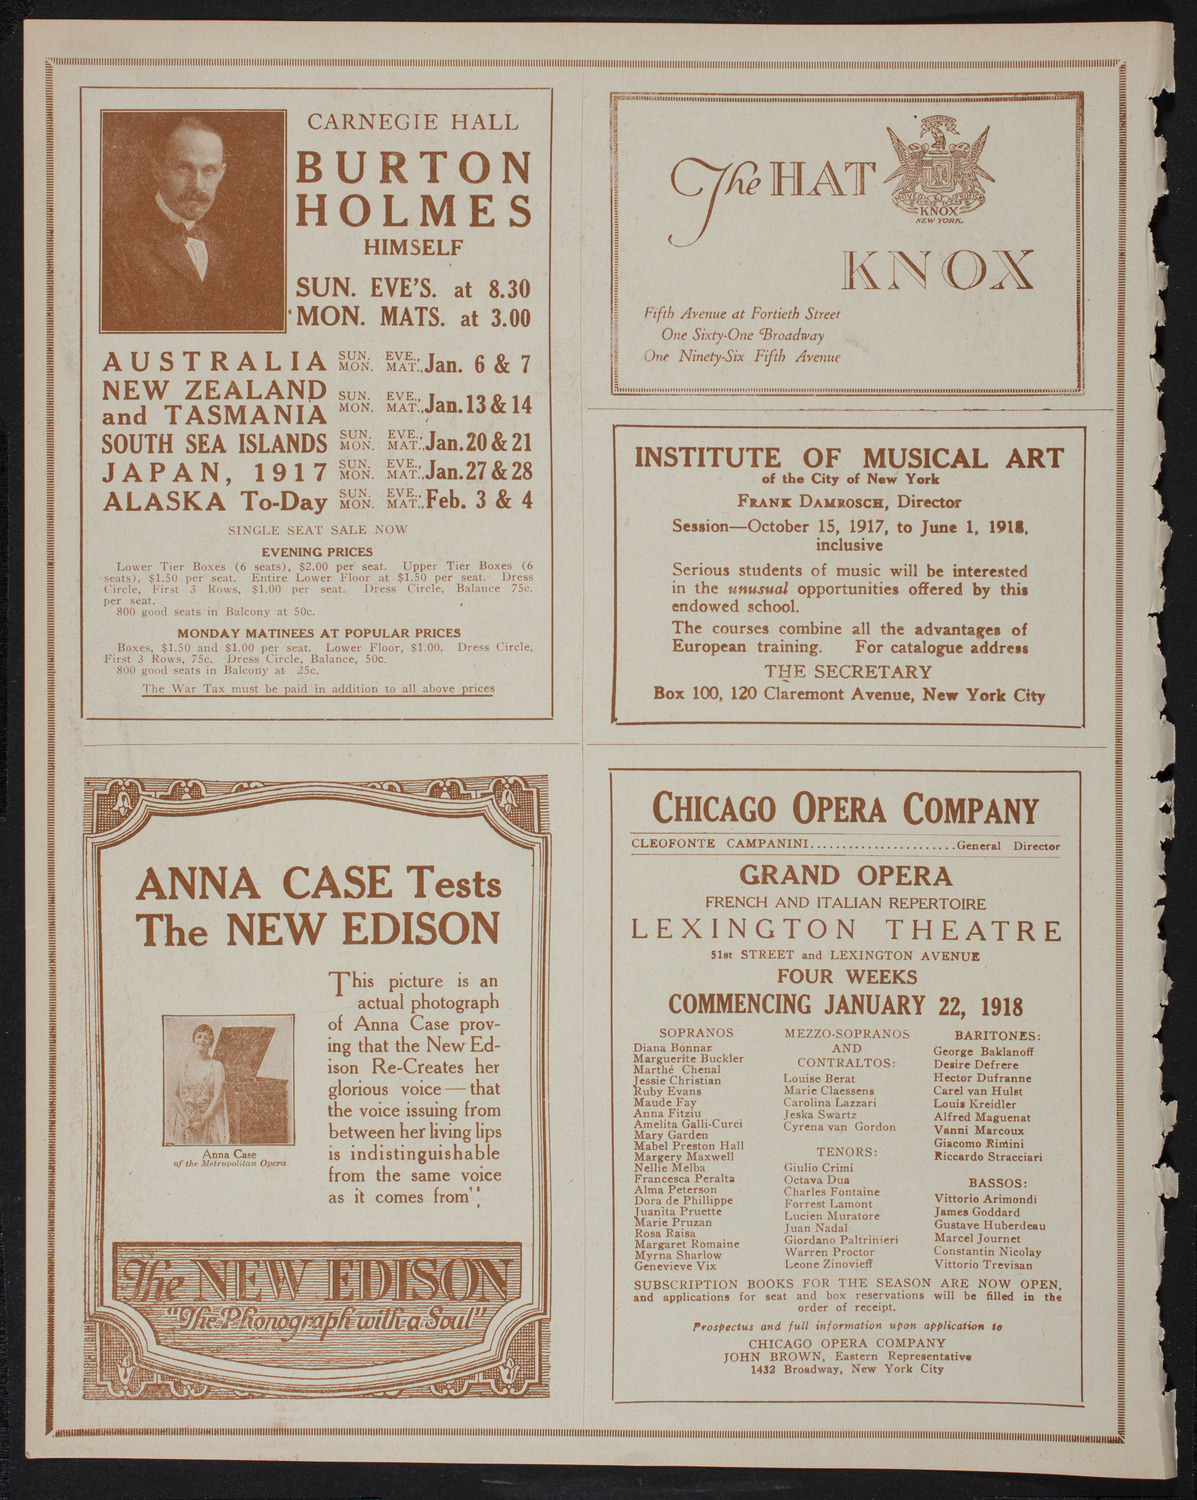 CARNEGIE HALL
BURTON
HOLMES
HIMSELF
SUN. EVE'S. at 8.30
MON. MATS. at 3.00
AUSTRALIA SUN. EVE., MON. MAT., Jan. 6 & 7
NEW ZEALAND
and TASMANIA SUN. EVE., MON. MAT., Jan. 13 & 14
SOUTH SEA ISLANDS SUN. EVE., MON. MAT., Jan. 20 & 21
JAPAN, 1917 SUN. EVE., MON. MAT., Jan. 27 & 28
ALASKA To-Day SUN. EVE., MON. MAT., Feb. 3 & 4
SINGLE SEAT SALE NOW
EVENING PRICES
Lower Tier Boxes (6 seats), $2.00 per seat. Upper Tier Boxes (6
seats), $1.50 per seat. Entire Lower Floor at $1.50 per seat. Dress
Circle, First 3 Rows, $1.00 per seat. Dress Circle, Balance 75c.
per seat.
800 good seats in Balcony at 50c.
MONDAY MATINEES AT POPULAR PRICES
Boxes, $1.50 and $1.00 per seat. Lower Floor, $1.00. Dress Circle,
First 3 Rows, 75c. Dress Circle, Balance, 50c.
800 good seats in Balcony at 25c.
The War Tax must be paid in addition to all above prices
The HAT
KNOX
NEW YORK.
KNOX
Fifth Avenue at Fortieth Street
One Sixty-One Broadway
One Ninety-Six Fifth Avenue
INSTITUTE OF MUSICAL ART
of the City of New York
FRANK DAMROSCH, Director
Session—October 15, 1917, to June 1, 1918,
inclusive
Serious students of music will be interested
in the unusual opportunities offered by this
endowed school.
The courses combine all the advantages of
European training. For catalogue address
THE SECRETARY
Box 100, 120 Claremont Avenue, New York City
ANNA CASE Tests
The NEW EDISON
This picture is an
actual photograph
of Anna Case prov-
ing that the New Ed-
ison Re-Creates her
glorious voice—that
the voice issuing from
between her living lips
is indistinguishable
from the same voice
as it comes from"
Anna Case
of the Metropolitan Opera
The NEW EDISON
"The Phonograph with a Soul"
CHICAGO OPERA COMPANY
CLEOFONTE CAMPANINI.......................General Director
GRAND OPERA
FRENCH AND ITALIAN REPERTOIRE
LEXINGTON THEATRE
51st STREET and LEXINGTON AVENUE
FOUR WEEKS
COMMENCING JANUARY 22, 1918
SOPRANOS
Diana Bonnar
Marguerite Buckler
Marthé Chenal
Jessie Christian
Ruby Evans
Maude Fay
Anna Fitziu
Amelita Galli-Curci
Mary Garden
Mabel Preston Hall
Margery Maxwell
Nellie Melba
Francesca Peralta
Alma Peterson
Dora de Phillippe
Juanita Pruette
Marie Pruzan
Rosa Raisa
Margaret Romaine
Myrna Sharlow
Genevieve Vix
MEZZO-SOPRANOS
AND
CONTRALTOS:
Louise Berat
Marie Claessens
Carolina Lazzari
Jeska Swartz
Cyrena van Gordon
TENORS:
Giulio Crimi
Octava Dua
Charles Fontaine
Forrest Lamont
Lucien Muratore
Juan Nadal
Giordano Paltrinieri
Warren Proctor
Leone Zinovieff
BARITONES:
George Baklanoff
Desire Defrere
Hector Dufranne
Carel van Hulst
Louis Kreidler
Alfred Maguenat
Vanni Marcoux
Giacomo Rimini
Riccardo Stracciari
BASSOS:
Vittorio Arimondi
James Goddard
Gustave Huberdeau
Marcel Journet
Constantin Nicolay
Vittorio Trevisan
SUBSCRIPTION BOOKS FOR THE SEASON ARE NOW OPEN,
and applications for seat and box reservations will be filled in the
order of receipt.
Prospectus and full information upon application to
CHICAGO OPERA COMPANY
JOHN BROWN, Eastern Representative
1432 Broadway, New York City